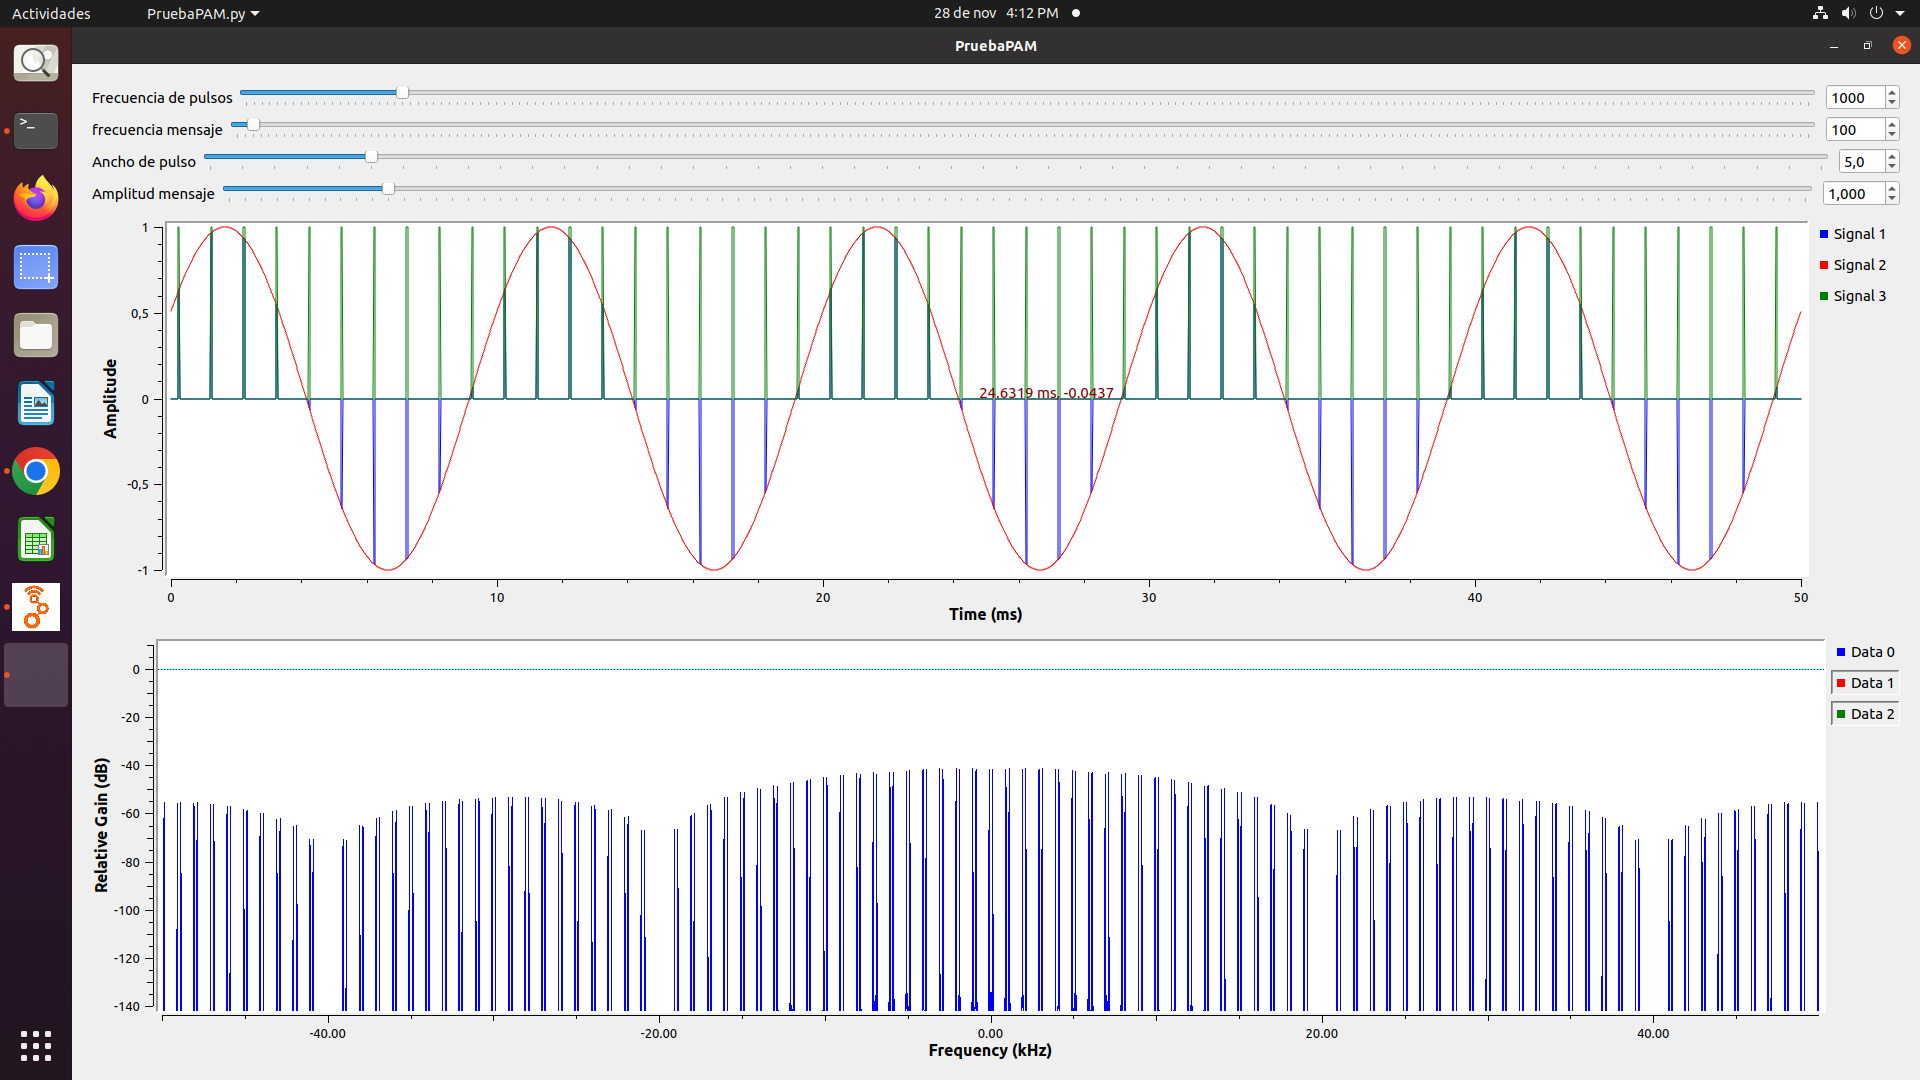 Actividades
PruebaPAM.py
28 de nov 4:12 PM
PruebaPAM
Frecuencia de pulsos
1000
frecuencia mensaje
100
Ancho de pulso
5,0
Amplitud mensaje
1,000
>_
Amplitude
1
0,5
0
-0,5
-1
24.6319 ms, -0.0437
Signal 1
Signal 2
Signal 3
0
10
20
30
40
50
Time (ms)
Relative Gain (dB)
0
-20
-40
-60
-80
-100
-120
-140
Data 0
Data 1
Data 2
-40.00
-20.00
0.00
20.00
40.00
Frequency (kHz)